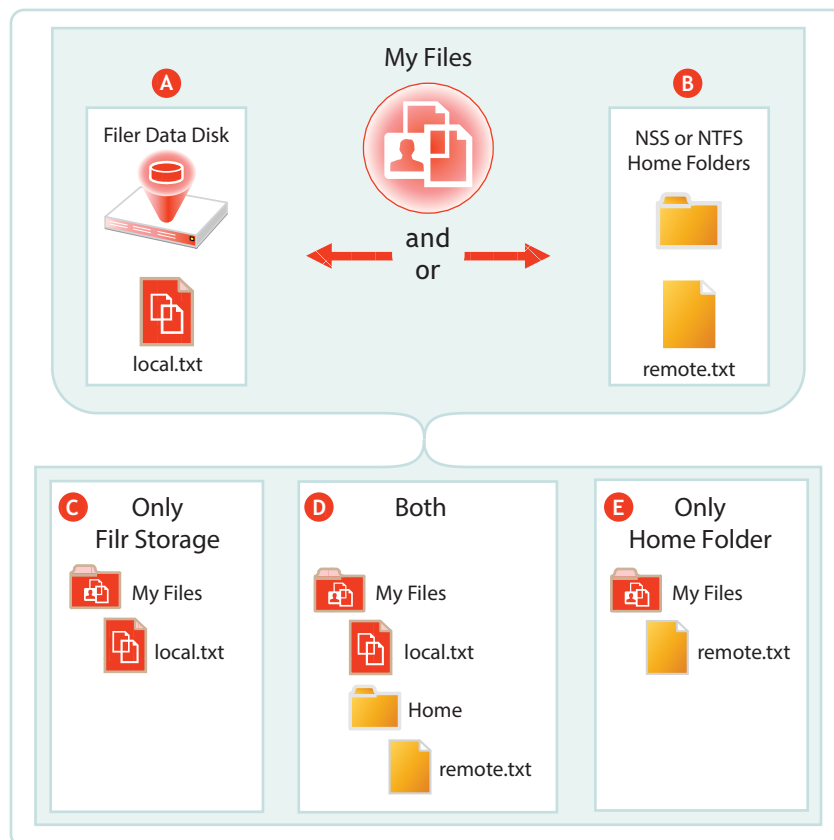 My Files
A
Filer Data Disk
local.txt
and
or
B
NSS or NTFS
Home Folders
remote.txt
C
Only
Filr Storage
My Files
local.txt
D
Both
My Files
local.txt
Home
remote.txt
E
Only
Home Folder
My Files
remote.txt